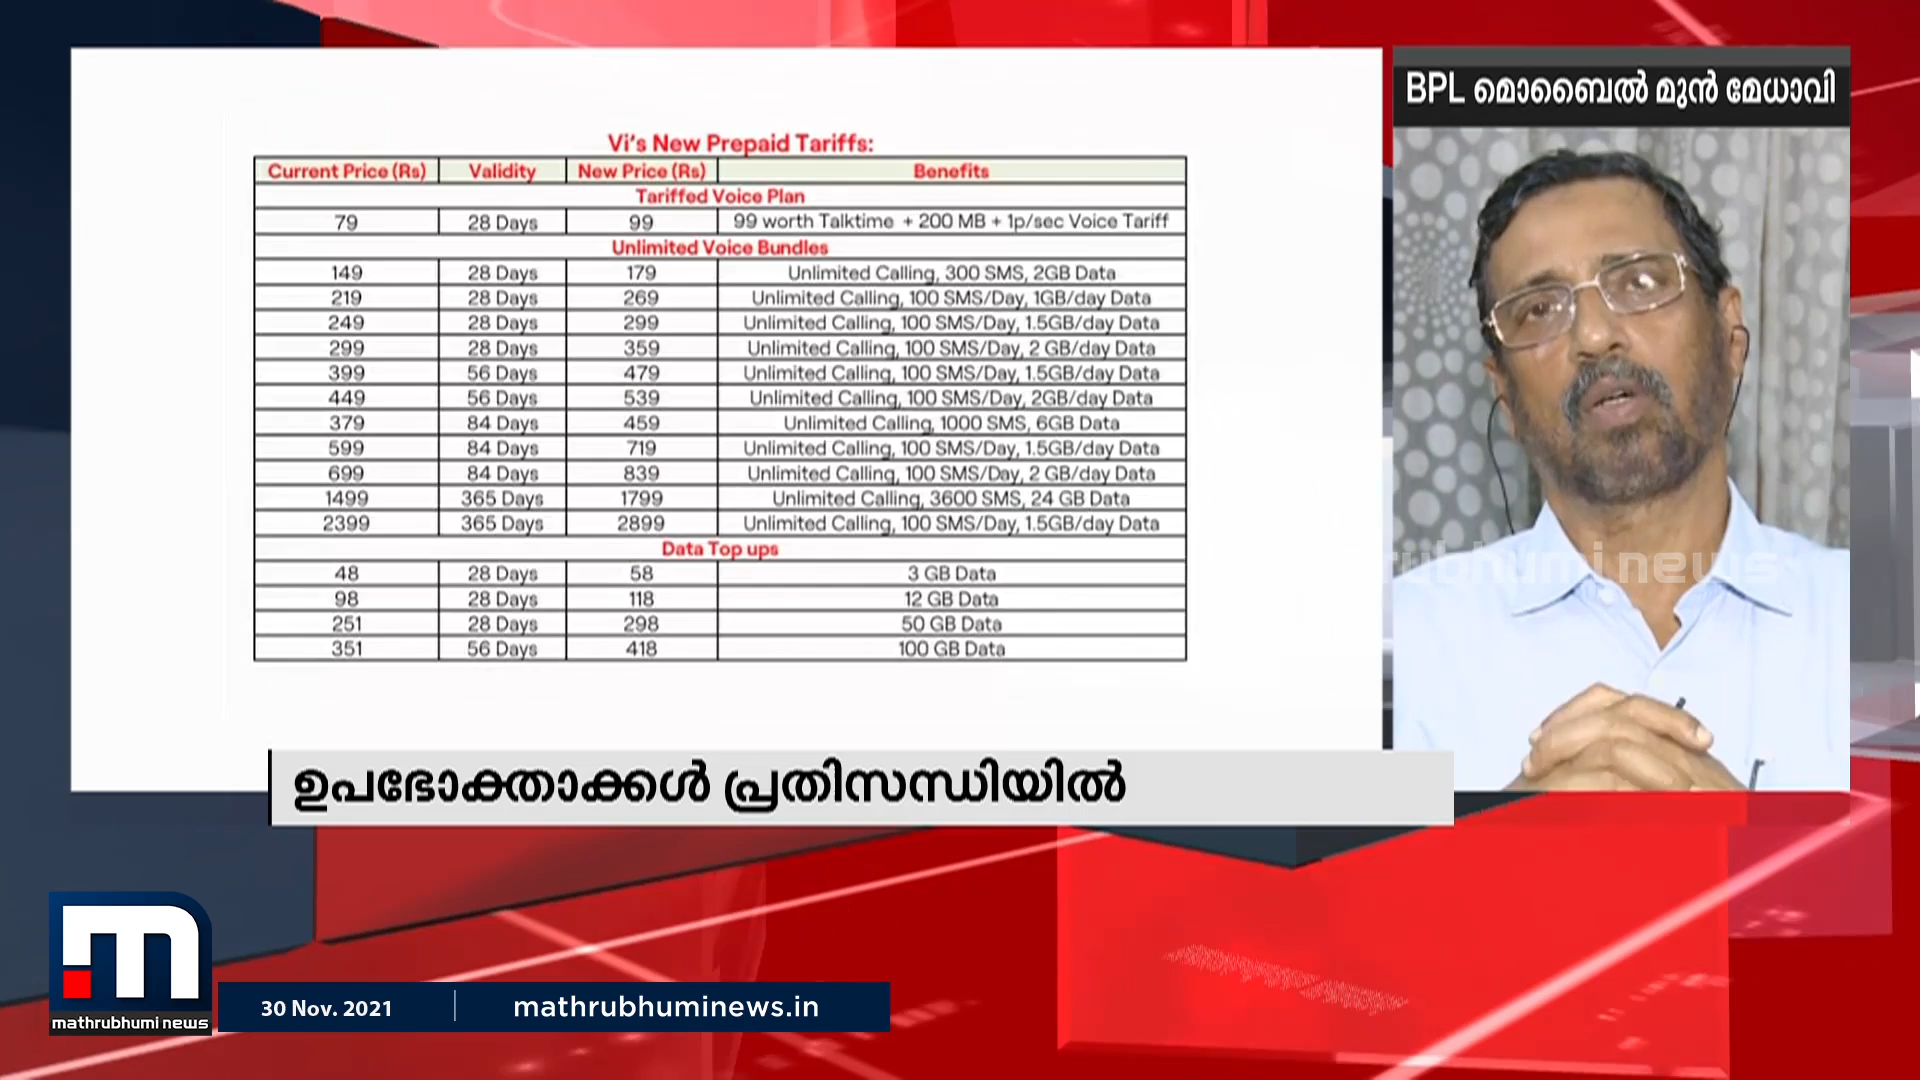 BPL മൊബൈൽ മുൻ മേധാവി
Vi's New Prepaid Tariffs:
Current Price (Rs) Validity New Price (Rs) Benefits
Tariffed Voice Plan
79 28 Days 99 99 worth Talktime + 200 MB + 1p/sec Voice Tariff
Unlimited Voice Bundles
149 28 Days 179 Unlimited Calling, 300 SMS, 2GB Data
219 28 Days 269 Unlimited Calling, 100 SMS/Day, 1GB/day Data
249 28 Days 299 Unlimited Calling, 100 SMS/Day, 1.5GB/day Data
299 28 Days 359 Unlimited Calling, 100 SMS/Day, 2 GB/day Data
399 56 Days 479 Unlimited Calling, 100 SMS/Day, 1.5GB/day Data
449 56 Days 539 Unlimited Calling, 100 SMS/Day, 2GB/day Data
379 84 Days 459 Unlimited Calling, 1000 SMS, 6GB Data
599 84 Days 719 Unlimited Calling, 100 SMS/Day, 1.5GB/day Data
699 84 Days 839 Unlimited Calling, 100 SMS/Day, 2 GB/day Data
1499 365 Days 1799 Unlimited Calling, 3600 SMS, 24 GB Data
2399 365 Days 2899 Unlimited Calling, 100 SMS/Day, 1.5GB/day Data
Data Top ups
48 28 Days 58 3 GB Data
98 28 Days 118 12 GB Data
251 28 Days 298 50 GB Data
351 56 Days 418 100 GB Data
rubhumi news
ഉപഭോക്താക്കൾ പ്രതിസന്ധിയിൽ
mathrubhumi news
30 Nov. 2021 mathrubhuminews.in